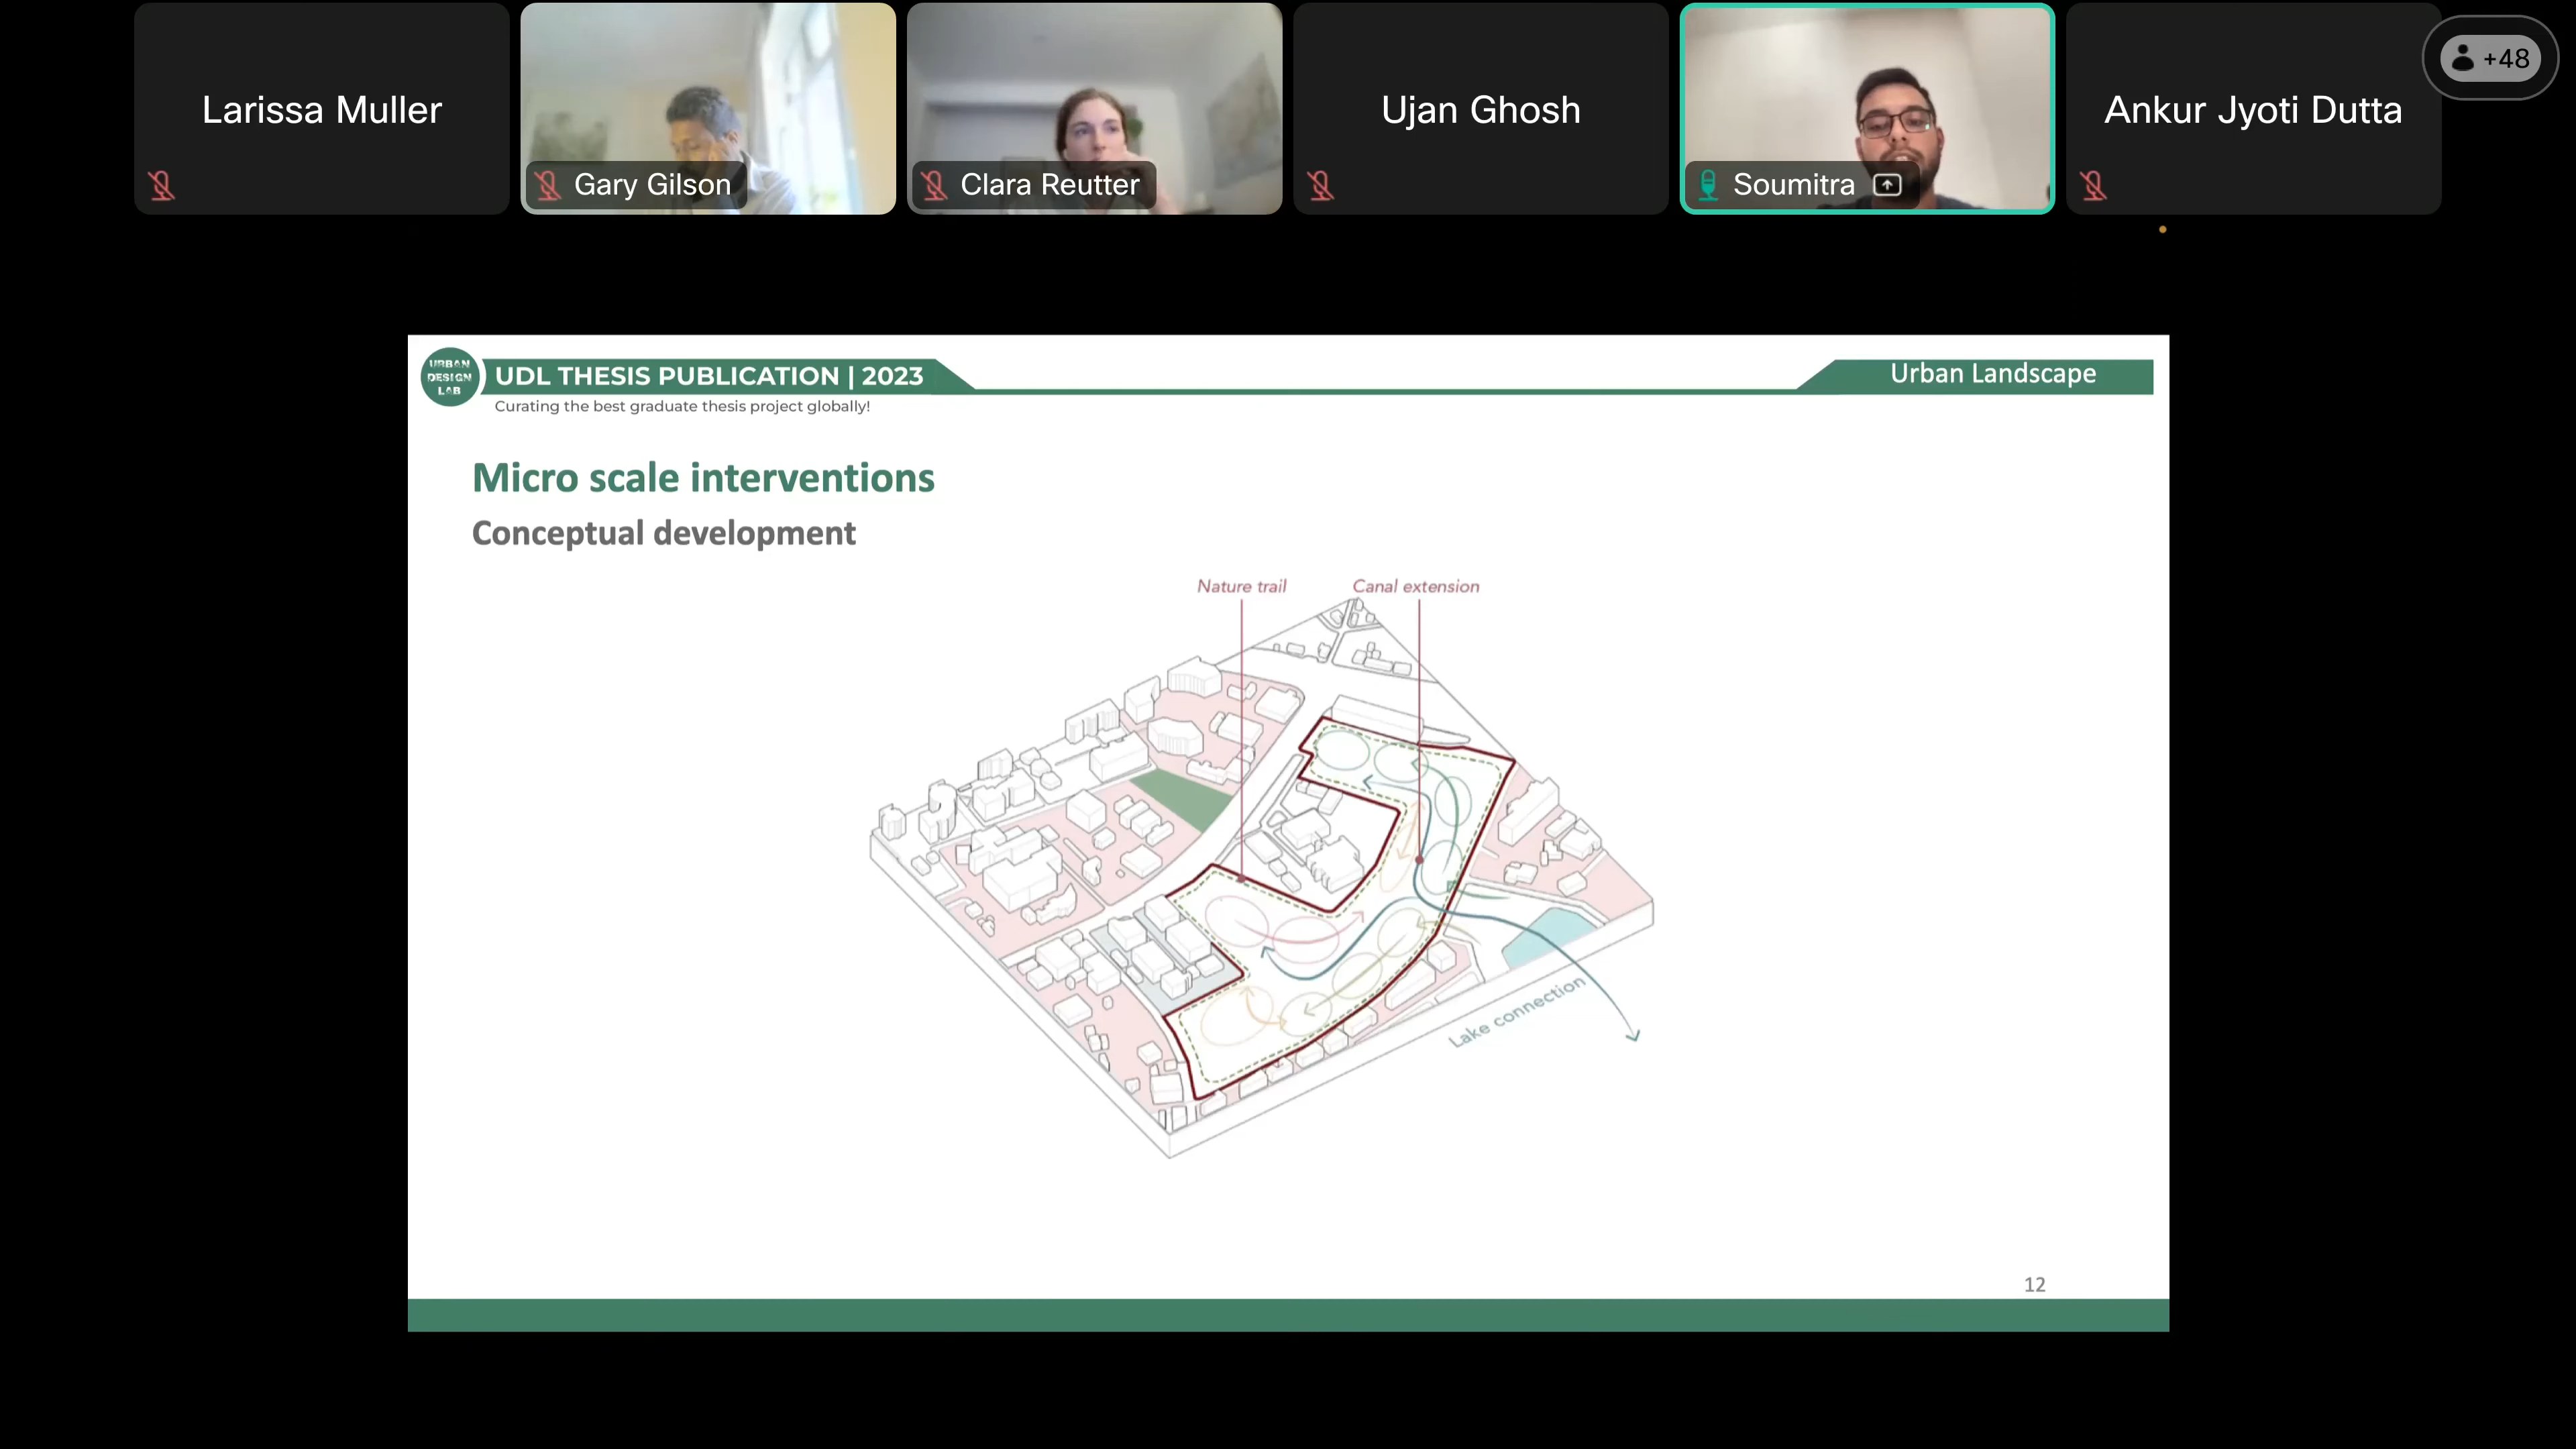 Larissa Muller
Gary Gilson
Clara Reutter
Ujan Ghosh
Soumitra
Ankur Jyoti Dutta
+48
URBAN
DESIGN
LAB
UDL THESIS PUBLICATION | 2023
Curating the best graduate thesis project globally!
Urban Landscape
Micro scale interventions
Conceptual development
Nature trail
Canal extension
Lake connection
12